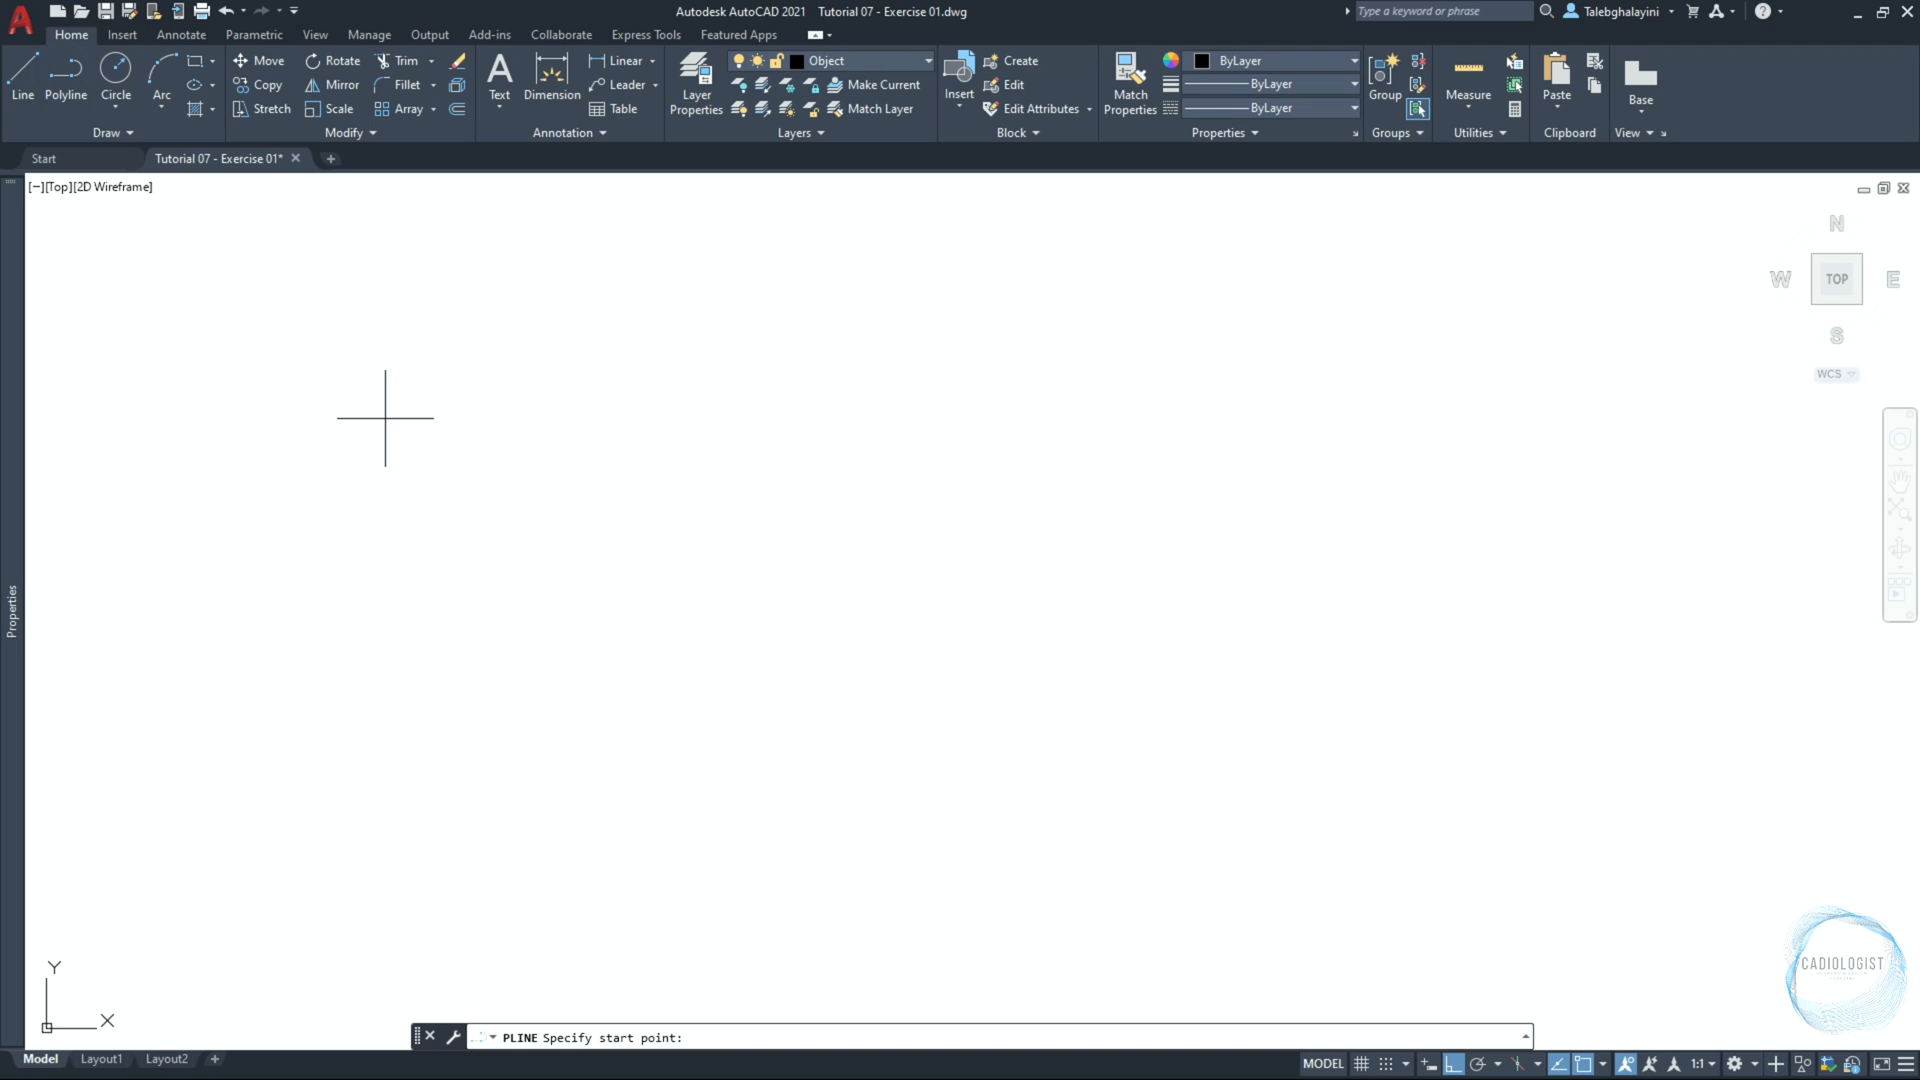 Autodesk AutoCAD 2021 Tutorial 07 - Exercise 01.dwg
Type a keyword or phrase
Talebghalayini
Home Insert Annotate Parametric View Manage Output Add-ins Collaborate Express Tools Featured Apps
Line Polyline Circle Arc
Move Rotate Trim
Copy Mirror Fillet
Stretch Scale Array
Text Dimension
Linear
Leader
Table
Layer Properties
Object
Make Current
Match Layer
Insert
Create
Edit
Edit Attributes
Match Properties
ByLayer
ByLayer
ByLayer
Group
Measure
Paste
Base
Draw Modify Annotation Layers Block Properties Groups Utilities Clipboard View
Start Tutorial 07 - Exercise 01*
[−][Top][2D Wireframe]
N
W TOP E
S
WCS
Properties
Y
X
CADIOLOGIST
PLINE Specify start point:
Model Layout1 Layout2
MODEL 1:1